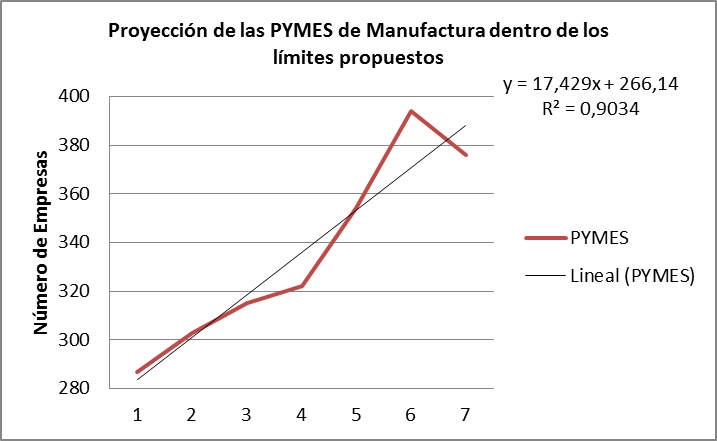 Proyección de las PYMES de Manufactura dentro de los
límites propuestos
y = 17,429x + 266,14
R² = 0,9034
400
380
360
340
320
300
280
Número de Empresas
1 2 3 4 5 6 7
PYMES
Lineal (PYMES)